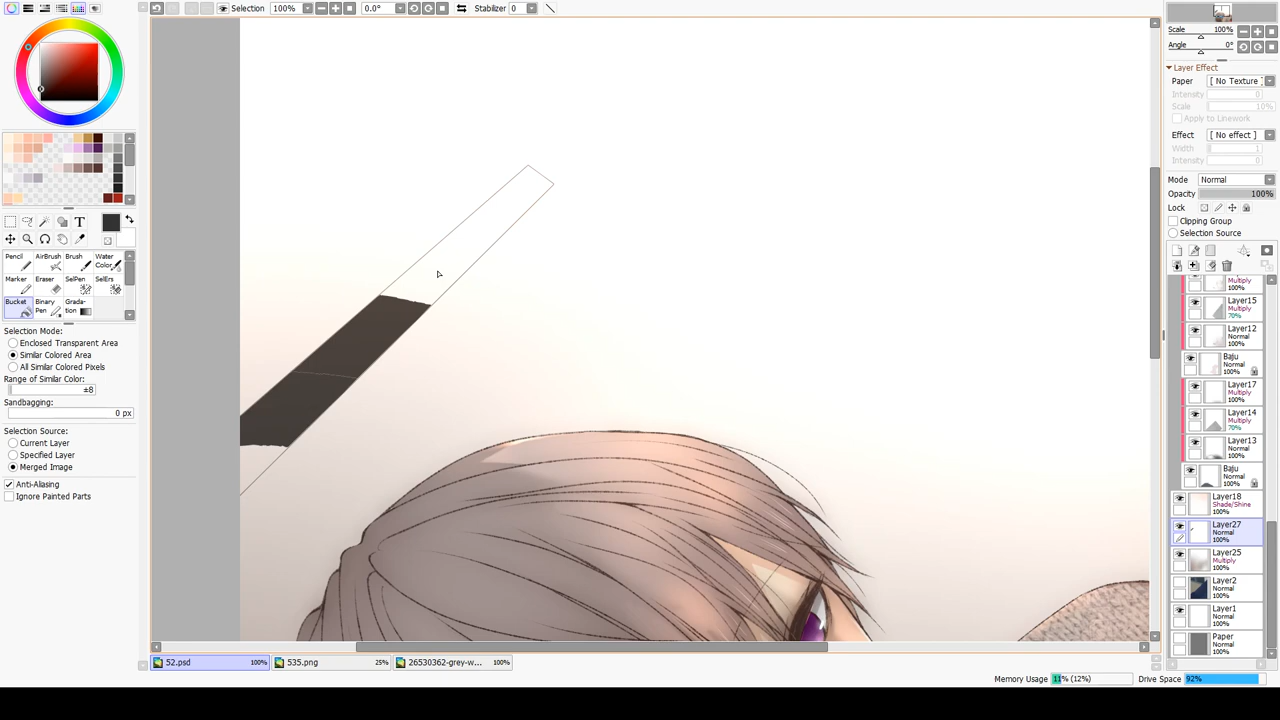 Selection 100% 0.0° Stabilizer 0
Scale 100%
Angle 0°
Layer Effect
Paper [ No Texture ]
Intensity 0
Scale 10%
Apply to Linework
Effect [ No effect ]
Width 1
Intensity 0
Mode Normal
Opacity 100%
Lock
Clipping Group
Selection Source
T
Pencil AirBrush Brush Water Color
Marker Eraser SelPen SelErs
Bucket Binary Pen Gradation
Selection Mode:
Enclosed Transparent Area
Similar Colored Area
All Similar Colored Pixels
Range of Similar Color:
±8
Sandbagging:
0 px
Selection Source:
Current Layer
Specified Layer
Merged Image
Anti-Aliasing
Ignore Painted Parts
Multiply
100%
Layer15
Multiply
70%
Layer12
Normal
100%
Baju
Normal
100%
Layer17
Multiply
100%
Layer14
Multiply
70%
Layer13
Normal
100%
Baju
Normal
100%
Layer18
Shade/Shine
100%
Layer27
Normal
100%
Layer25
Multiply
100%
Layer2
Normal
100%
Layer1
Normal
100%
Paper
Normal
100%
52.psd 100% 535.png 25% 26530362-grey-w... 100%
Memory Usage 11% (12%) Drive Space 92%